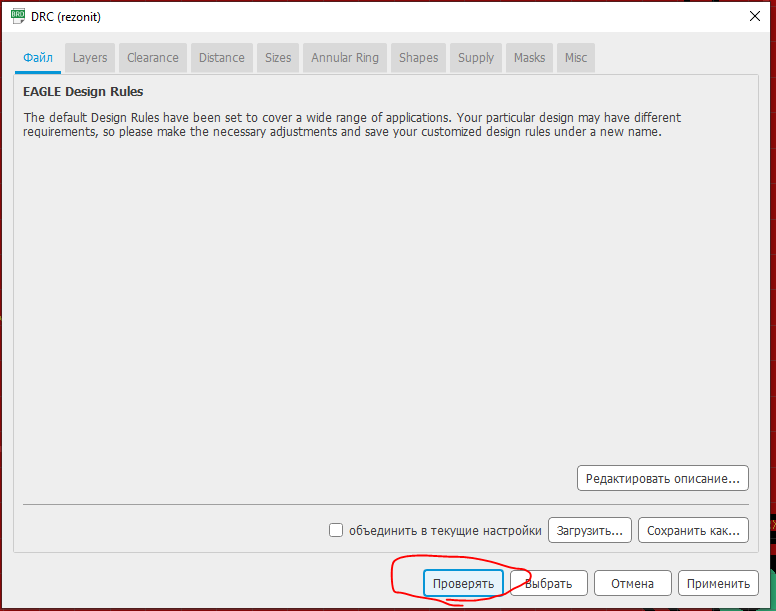 DRC (rezonit)
Файл Layers Clearance Distance Sizes Annular Ring Shapes Supply Masks Misc
EAGLE Design Rules
The default Design Rules have been set to cover a wide range of applications. Your particular design may have different
requirements, so please make the necessary adjustments and save your customized design rules under a new name.
Редактировать описание...
объединить в текущие настройки Загрузить... Сохранить как...
Проверять Выбрать Отмена Применить